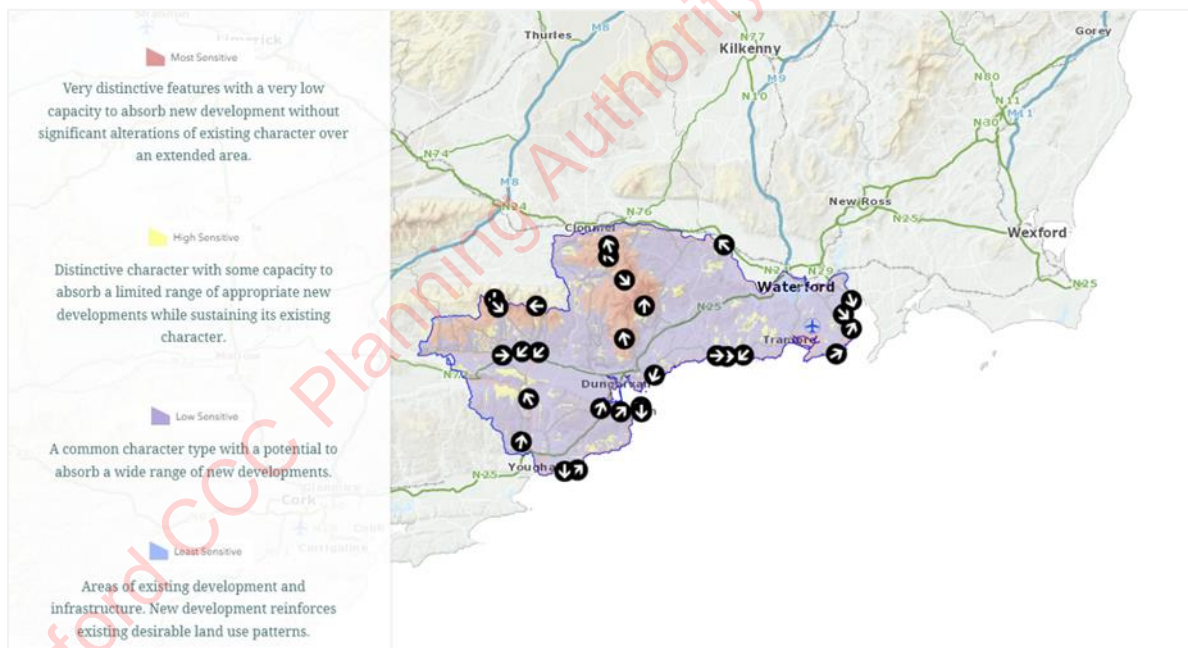 Most Sensitive
Very distinctive features with a very low
capacity to absorb new development without
significant alterations of existing character over
an extended area.
High Sensitive
Distinctive character with some capacity to
absorb a limited range of appropriate new
developments while sustaining its existing
character.
Low Sensitive
A common character type with a potential to
absorb a wide range of new developments.
Least Sensitive
Areas of existing development and
infrastructure. New development reinforces
existing desirable land use patterns.
Limerick
Cork
Thurles
M8
N77
Kilkenny
M9
N10
Gorey
N80
N11
M11
N30
N74
M8
N24
N76
Clonmel
New Ross
N25
Wexford
N25
N29
Waterford
N25
Tramore
N72
Dungarvan
Youghal
N25
CCC Planning Authority